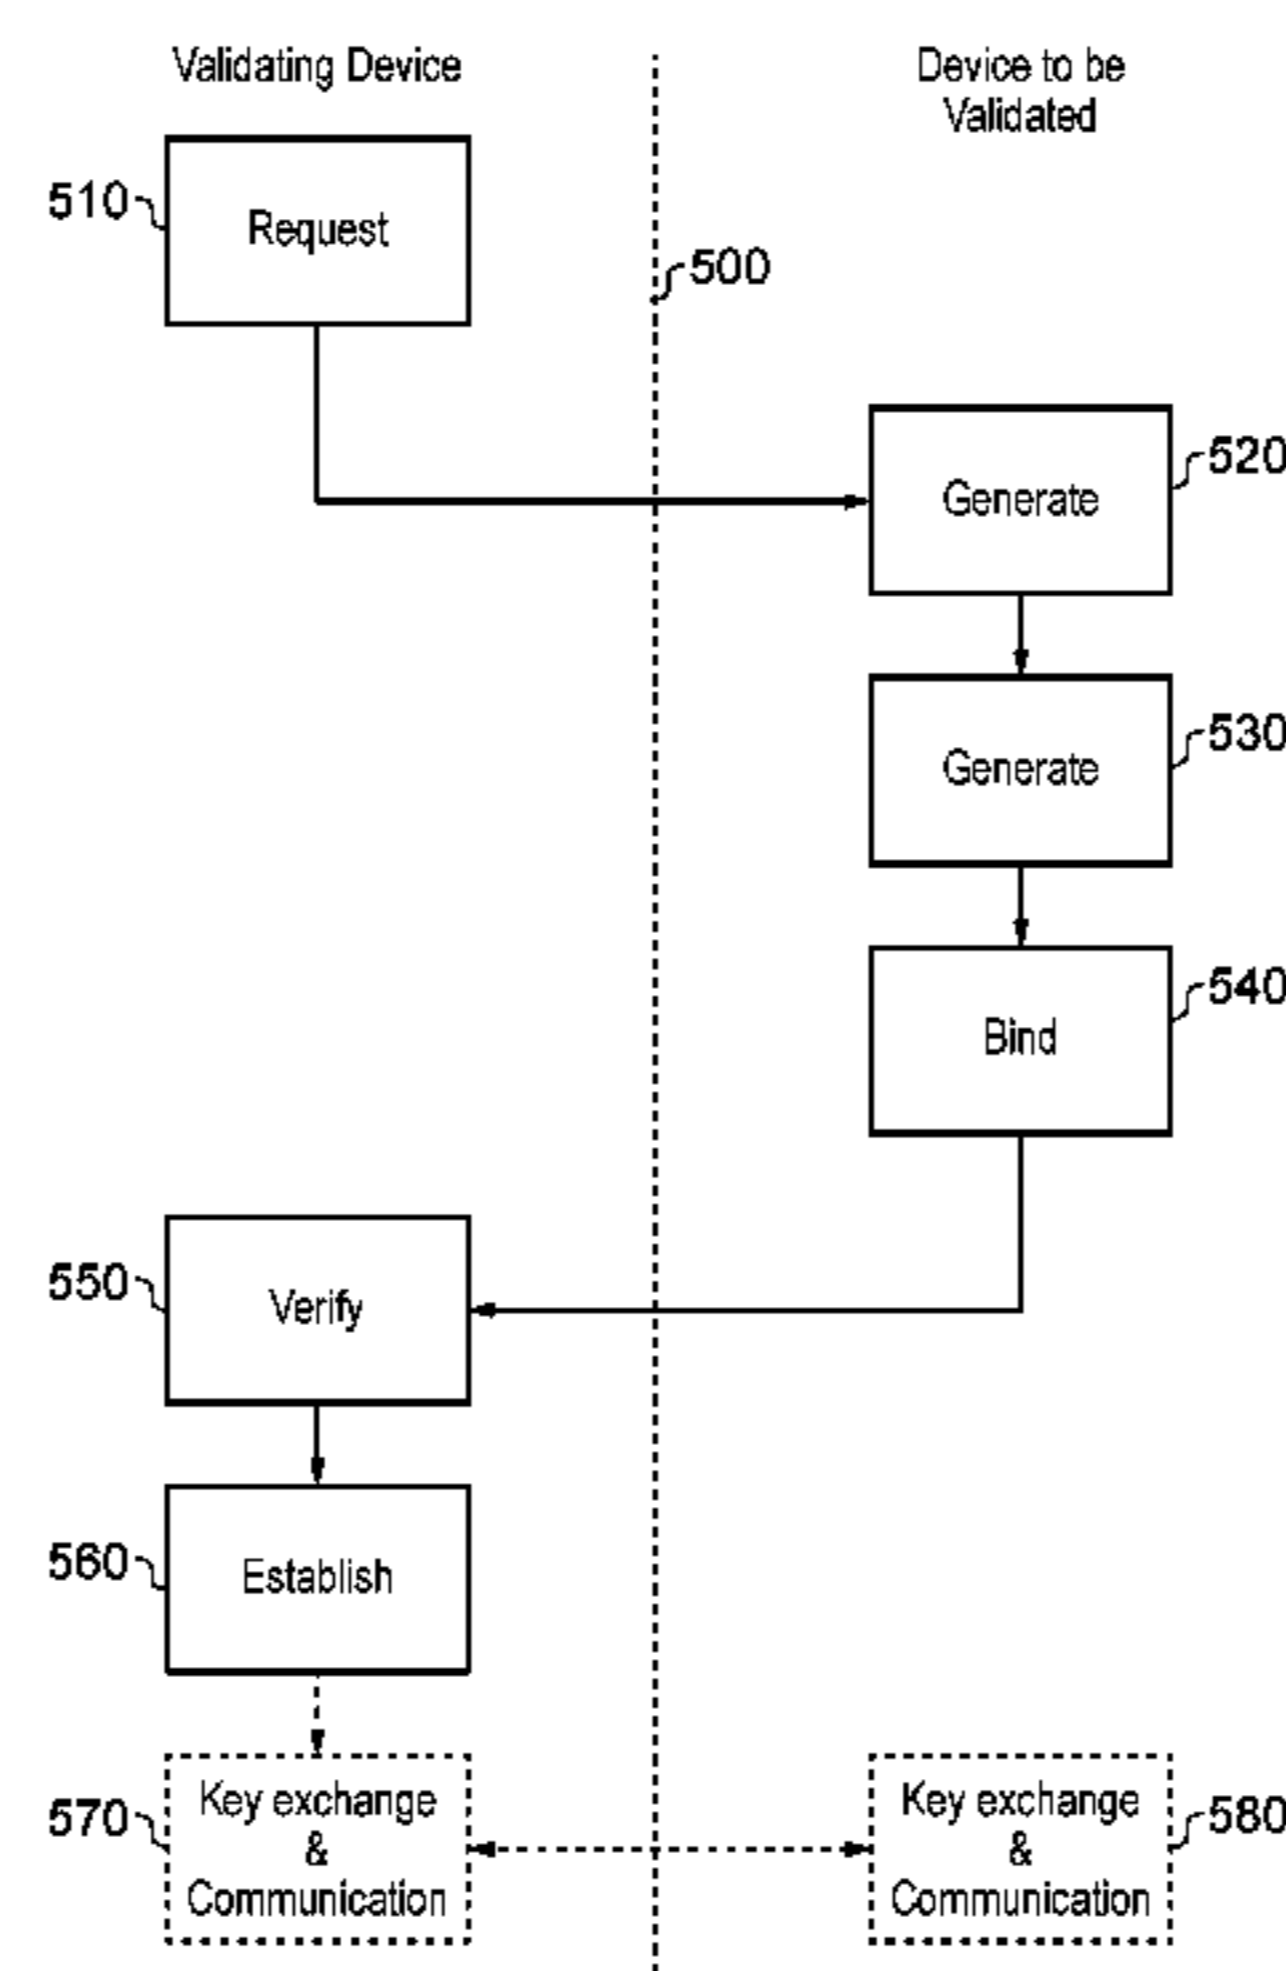 Validating Device
Device to be
Validated
510
Request
500
520
Generate
530
Generate
540
Bind
550
Verify
560
Establish
570
Key exchange
&
Communication
Key exchange
&
Communication
580